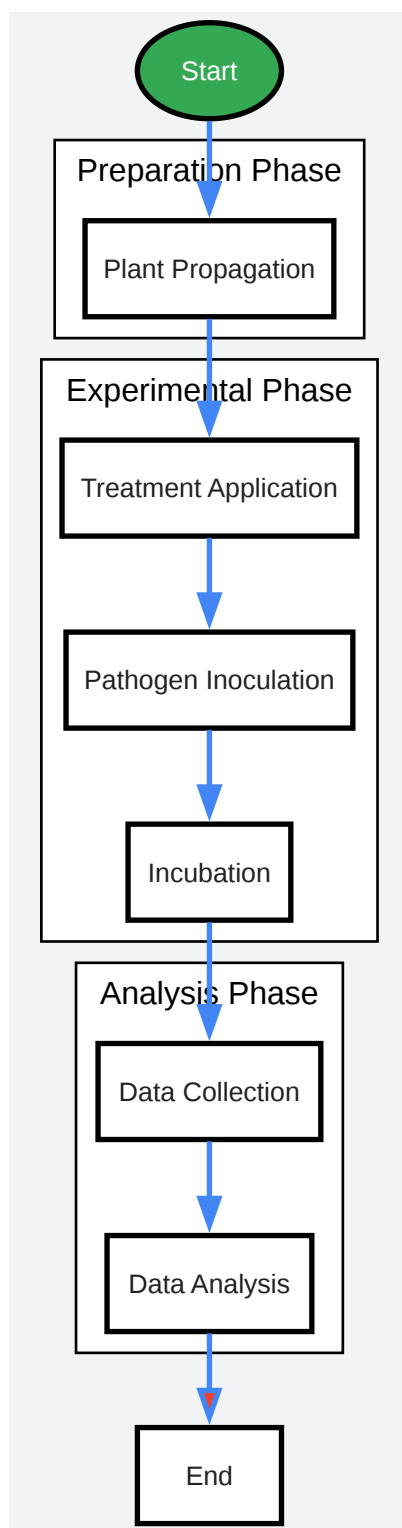 Start
Preparation Phase
Plant Propagation
Experimental Phase
Treatment Application
Pathogen Inoculation
Incubation
Analysis Phase
Data Collection
Data Analysis
End